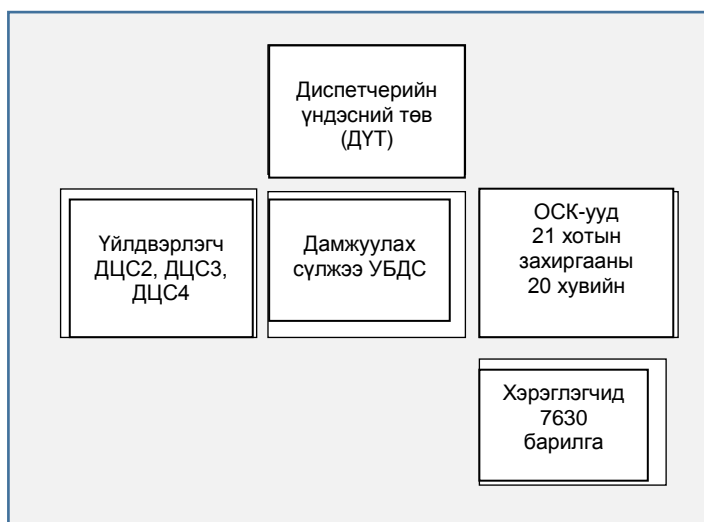 Диспетчерийн
үндэсний төв
(ДҮТ)
Үйлдвэрлэгч
ДЦС2, ДЦС3,
ДЦС4
Дамжуулах
сүлжээ УБДС
ОСК-ууд
21 хотын
захиргааны
20 хувийн
Хэрэглэгчид
7630
барилга